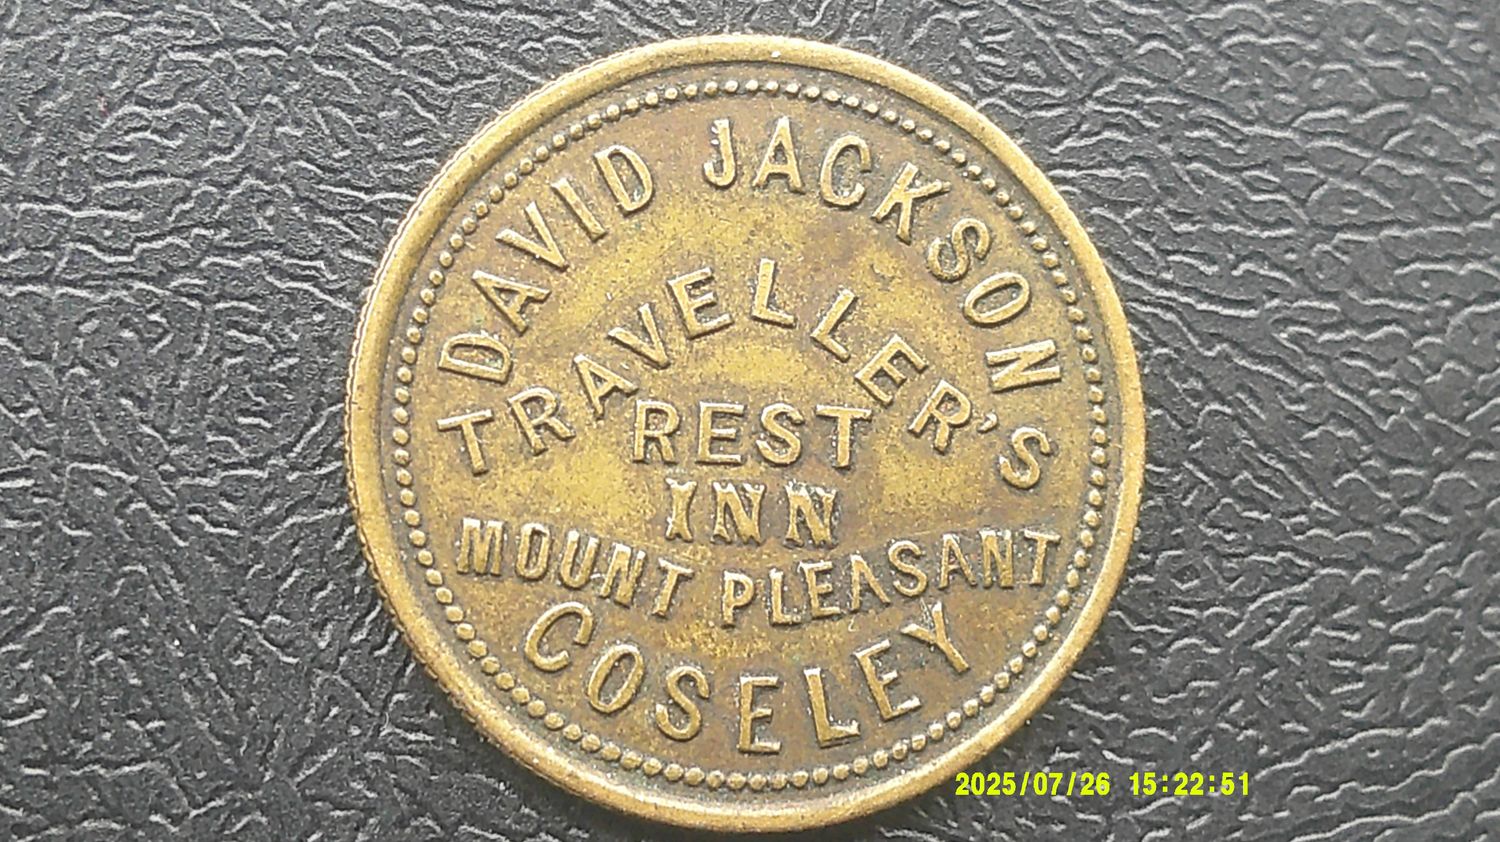 DAVID JACKSON
TRAVELLER'S
REST
INN
MOUNT PLEASANT
COSELEY
2025/07/26 15:22:51